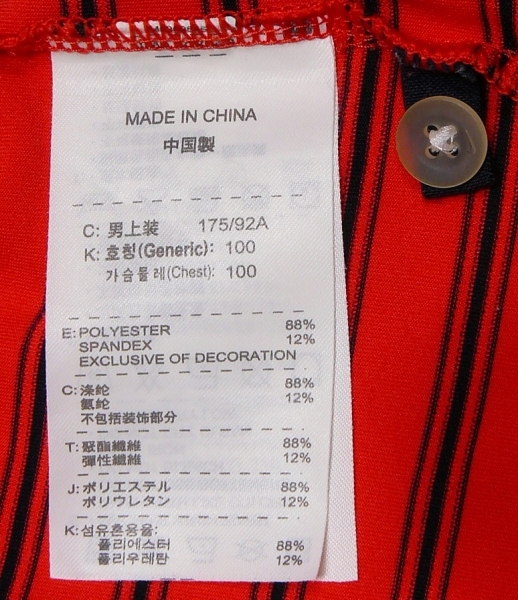 MADE IN CHINA
中国製
C: 男上装 175/92A
K: 호칭(Generic): 100
가슴둘레(Chest): 100
E: POLYESTER 88%
SPANDEX 12%
EXCLUSIVE OF DECORATION
C: 涤纶 88%
氨纶 12%
不包括装饰部分
T: 聚酯纖維 88%
彈性纖維 12%
J: ポリエステル 88%
ポリウレタン 12%
K: 섬유혼용율:
폴리에스터 88%
폴리우레탄 12%